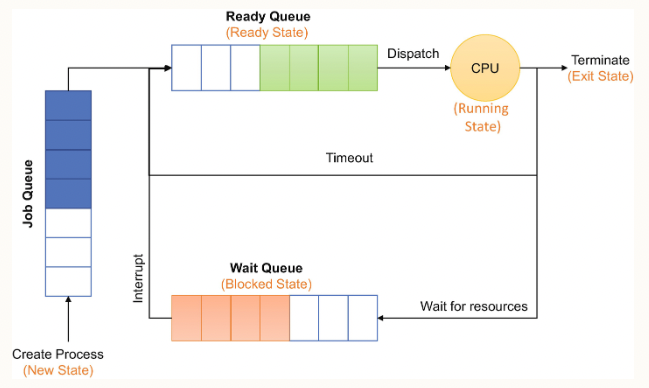 Ready Queue
(Ready State)
Dispatch
CPU
Terminate
(Exit State)
(Running
State)
Timeout
Job Queue
Interrupt
Wait Queue
(Blocked State)
Wait for resources
Create Process
(New State)